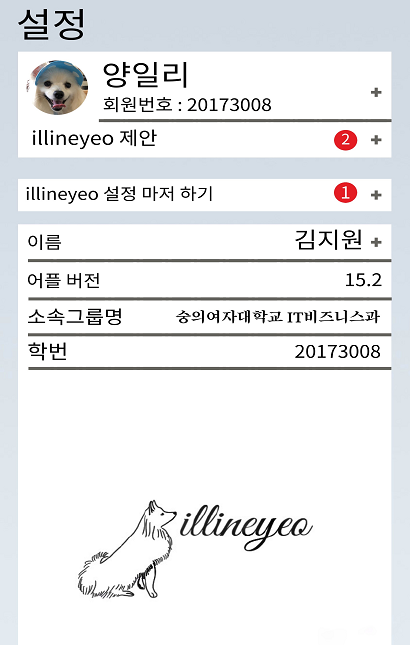 설정
양일리
회원번호 : 20173008
illineyeo 제안 2
illineyeo 설정 마저 하기 1
이름 김지원
어플 버전 15.2
소속그룹명 숭의여자대학교 IT비즈니스과
학번 20173008
illineyeo